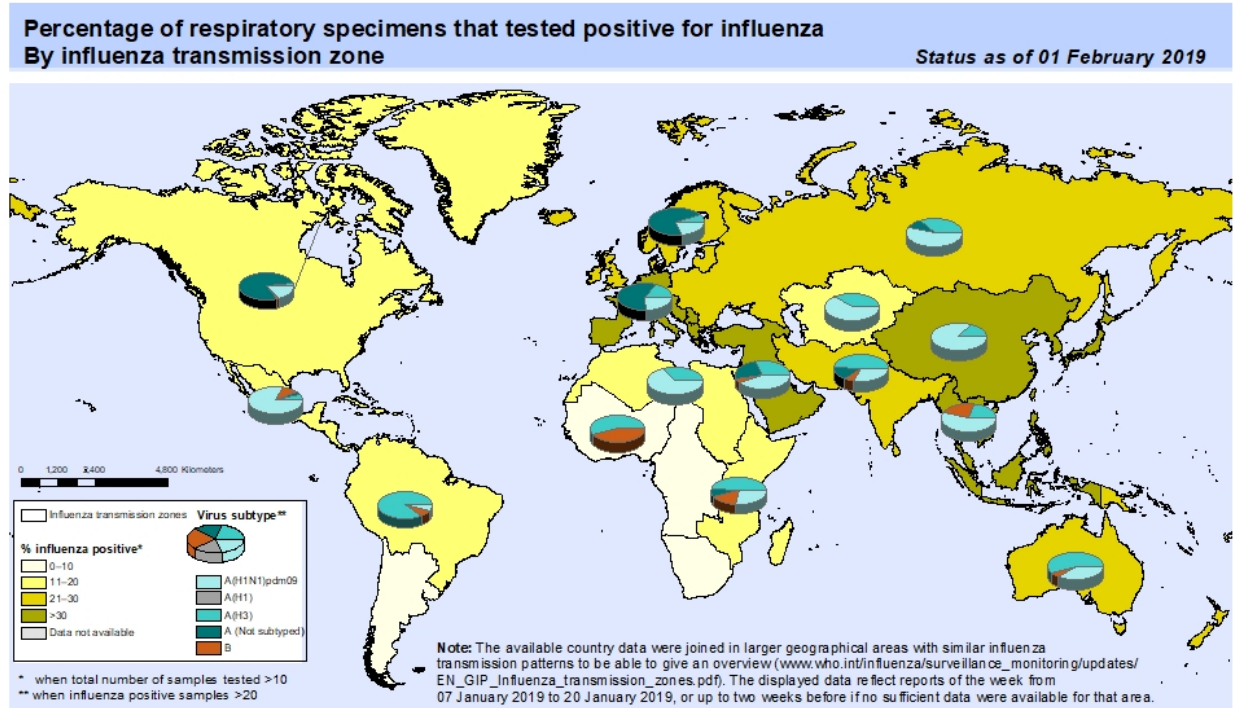 Percentage of respiratory specimens that tested positive for influenza
By influenza transmission zone
Status as of 01 February 2019
0 1,200 2,400 4,800 Kilometers
Influenza transmission zones
Virus subtype**
% influenza positive*
0–10
11–20
21–30
>30
Data not available
A(H1N1)pdm09
A(H1)
A(H3)
A (Not subtyped)
B
* when total number of samples tested >10
** when influenza positive samples >20
Note: The available country data were joined in larger geographical areas with similar influenza
transmission patterns to be able to give an overview (www.who.int/influenza/surveillance_monitoring/updates/
EN_GIP_Influenza_transmission_zones.pdf). The displayed data reflect reports of the week from
07 January 2019 to 20 January 2019, or up to two weeks before if no sufficient data were available for that area.